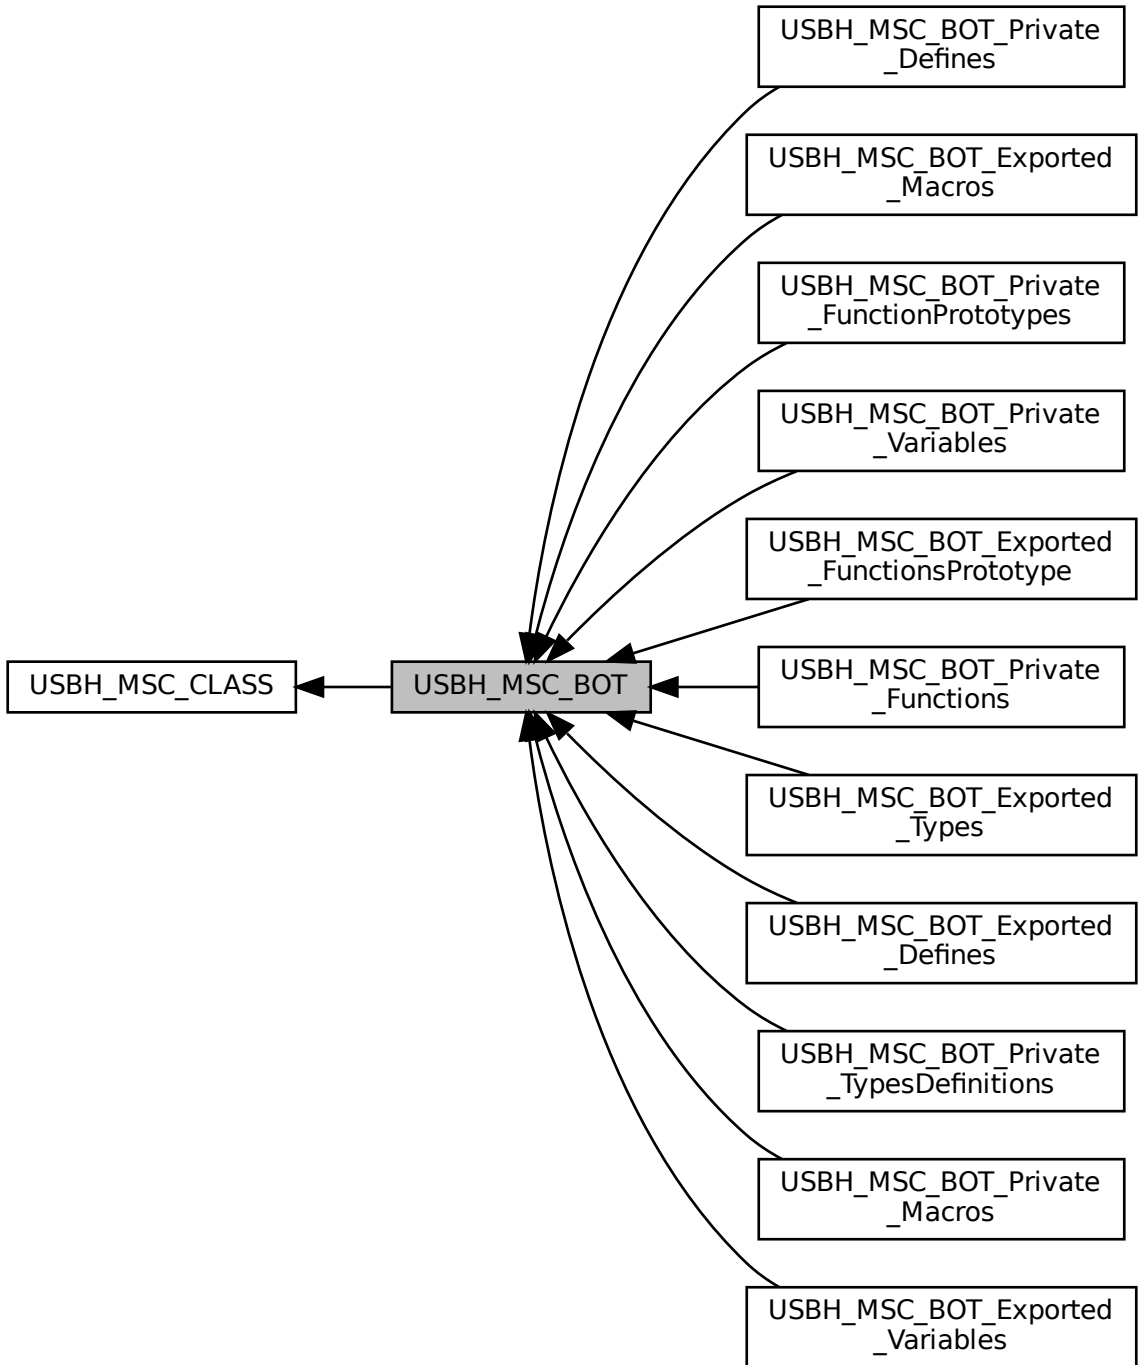 USBH_MSC_BOT_Private
_Defines
USBH_MSC_BOT_Exported
_Macros
USBH_MSC_BOT_Private
_FunctionPrototypes
USBH_MSC_BOT_Private
_Variables
USBH_MSC_BOT_Exported
_FunctionsPrototype
USBH_MSC_CLASS
USBH_MSC_BOT
USBH_MSC_BOT_Private
_Functions
USBH_MSC_BOT_Exported
_Types
USBH_MSC_BOT_Exported
_Defines
USBH_MSC_BOT_Private
_TypesDefinitions
USBH_MSC_BOT_Private
_Macros
USBH_MSC_BOT_Exported
_Variables